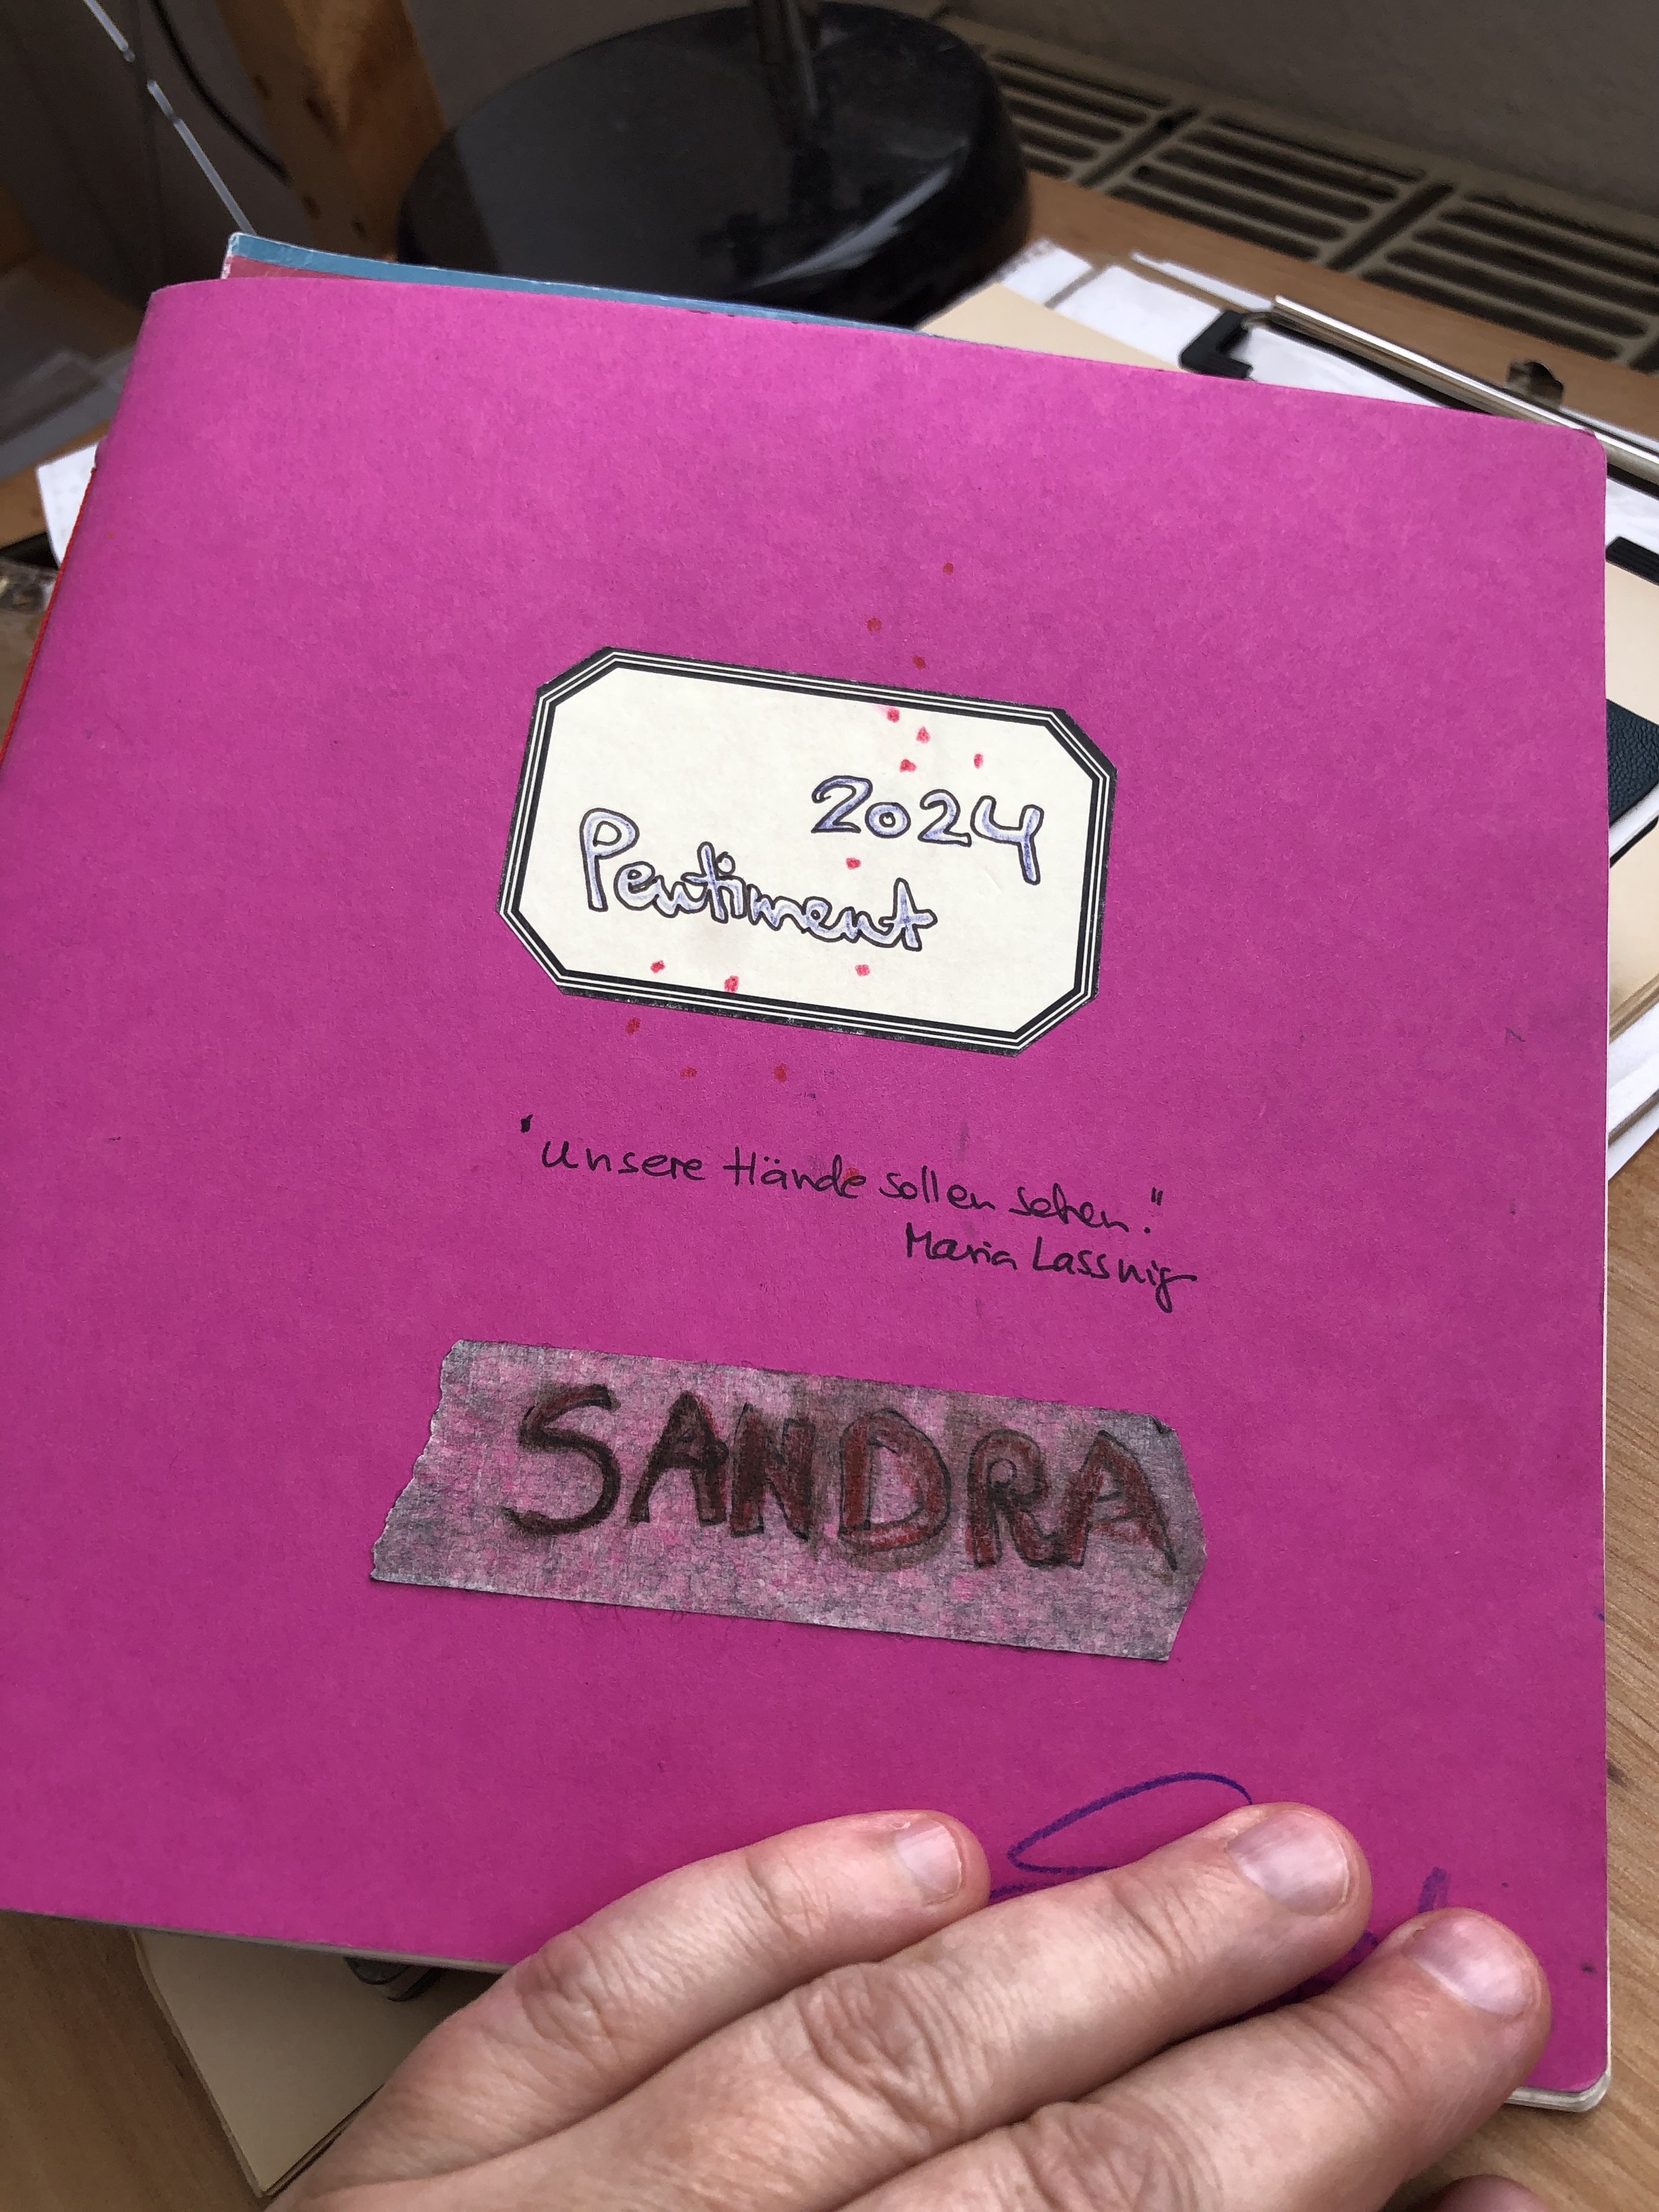 2024
Pentiment
"Unsere Hände sollen sehen."
Maria Lassnig
SANDRA